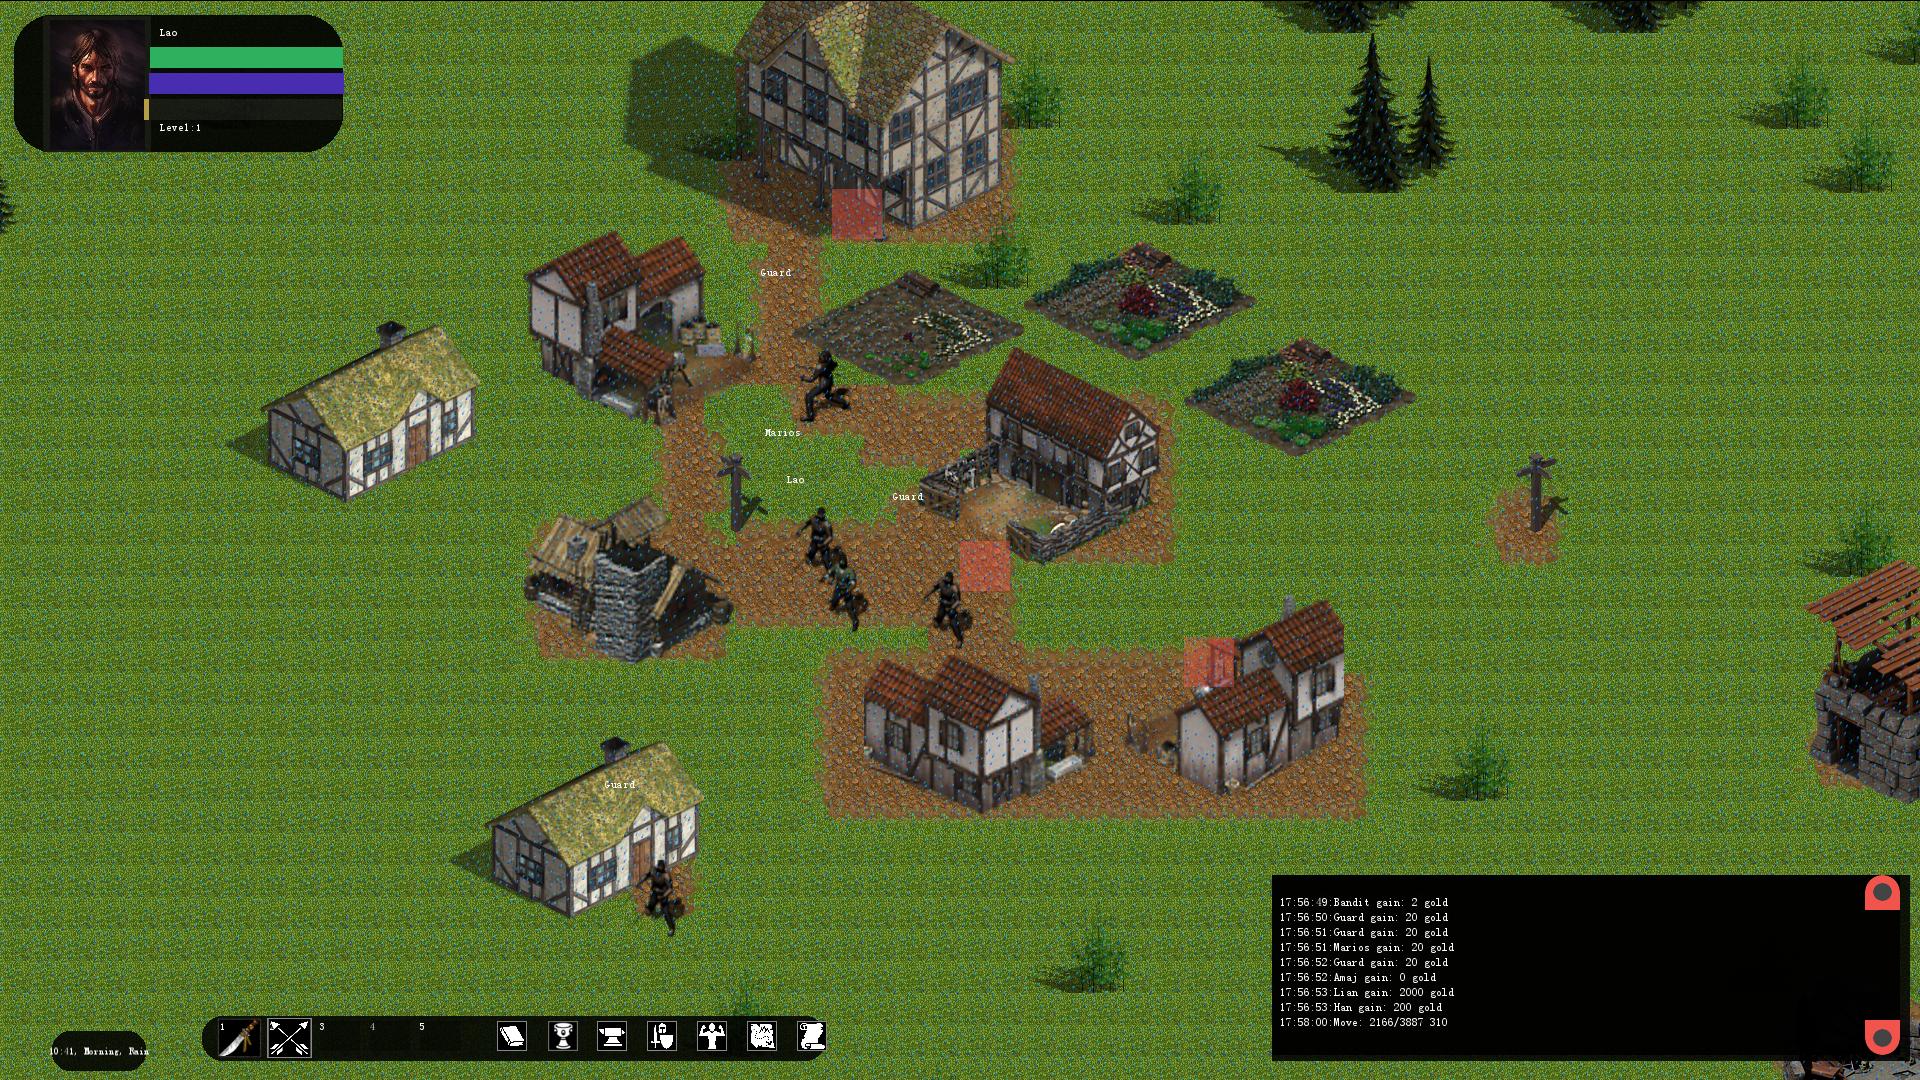 Lao
Level:1
Guard
Marios
Lao
Guard
Guard
17:56:49:Bandit gain: 2 gold
17:56:50:Guard gain: 20 gold
17:56:51:Guard gain: 20 gold
17:56:51:Marios gain: 20 gold
17:56:52:Guard gain: 20 gold
17:56:52:Amaj gain: 0 gold
17:56:53:Lian gain: 2000 gold
17:56:53:Han gain: 200 gold
17:58:00:Move: 2166/3887 310
1 3 4 5
10:41, Morning, Rain